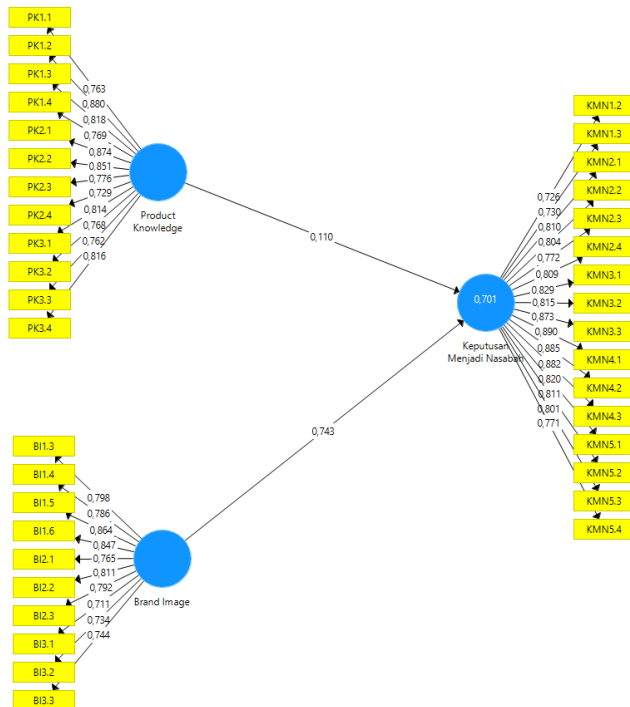 PK1.1
PK1.2
PK1.3
PK1.4
PK2.1
PK2.2
PK2.3
PK2.4
PK3.1
PK3.2
PK3.3
PK3.4
0,763
0,880
0,818
0,769
0,874
0,851
0,776
0,729
0,814
0,768
0,762
0,816
Product
Knowledge
0,110
BI1.3
BI1.4
BI1.5
BI1.6
BI2.1
BI2.2
BI2.3
BI3.1
BI3.2
BI3.3
0,798
0,786
0,864
0,847
0,765
0,811
0,792
0,711
0,734
0,744
Brand Image
0,743
0,701
Keputusan
Menjadi Nasabah
0,726
0,730
0,810
0,804
0,772
0,809
0,829
0,815
0,873
0,890
0,885
0,882
0,820
0,811
0,801
0,771
KMN1.2
KMN1.3
KMN2.1
KMN2.2
KMN2.3
KMN2.4
KMN3.1
KMN3.2
KMN3.3
KMN4.1
KMN4.2
KMN4.3
KMN5.1
KMN5.2
KMN5.3
KMN5.4